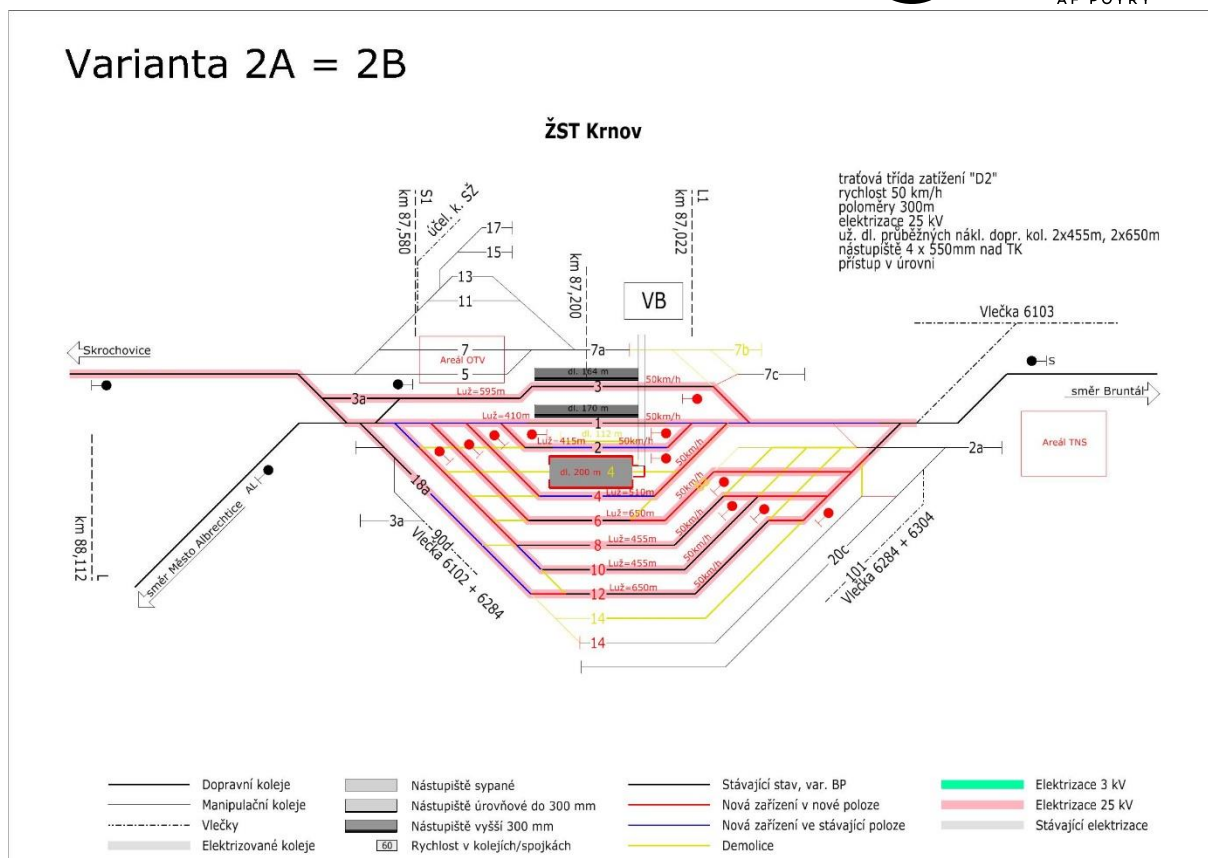 AF POYRY
Varianta 2A = 2B
ŽST Krnov
traťová třída zatížení "D2"
rychlost 50 km/h
poloměry 300m
elektrizace 25 kV
už. dl. průběžných nákl. dopr. kol. 2x455m, 2x650m
nástupiště 4 x 550mm nad TK
přístup v úrovni
S1
km 87,580
účel. k. SŽ
17
15
13
11
km 87,200
L1
km 87,022
VB
Vlečka 6103
Skrochovice
7
Areál OTV
5
7a
7b
7c
S
směr Bruntál
dl. 164 m
3
50km/h
3a
Luž=595m
dl. 170 m
Luž=410m
1
50km/h
dl. 112 m
Luž=415m
2
50km/h
2a
Areál TNS
dl. 200 m
4
50km/h
4
Luž=510m
50km/h
Luž=650m
6
50km/h
8
Luž=455m
50km/h
10
Luž=455m
50km/h
12
Luž=650m
14
14
18a
3a
90d
Vlečka 6102 + 6284
20c
101
Vlečka 6284 + 6304
AL
směr Město Albrechtice
km 88,112
L
Dopravní koleje
Manipulační koleje
Vlečky
Elektrizované koleje
Nástupiště sypané
Nástupiště úrovňové do 300 mm
Nástupiště vyšší 300 mm
60
Rychlost v kolejích/spojkách
Stávající stav, var. BP
Nová zařízení v nové poloze
Nová zařízení ve stávající poloze
Demolice
Elektrizace 3 kV
Elektrizace 25 kV
Stávající elektrizace